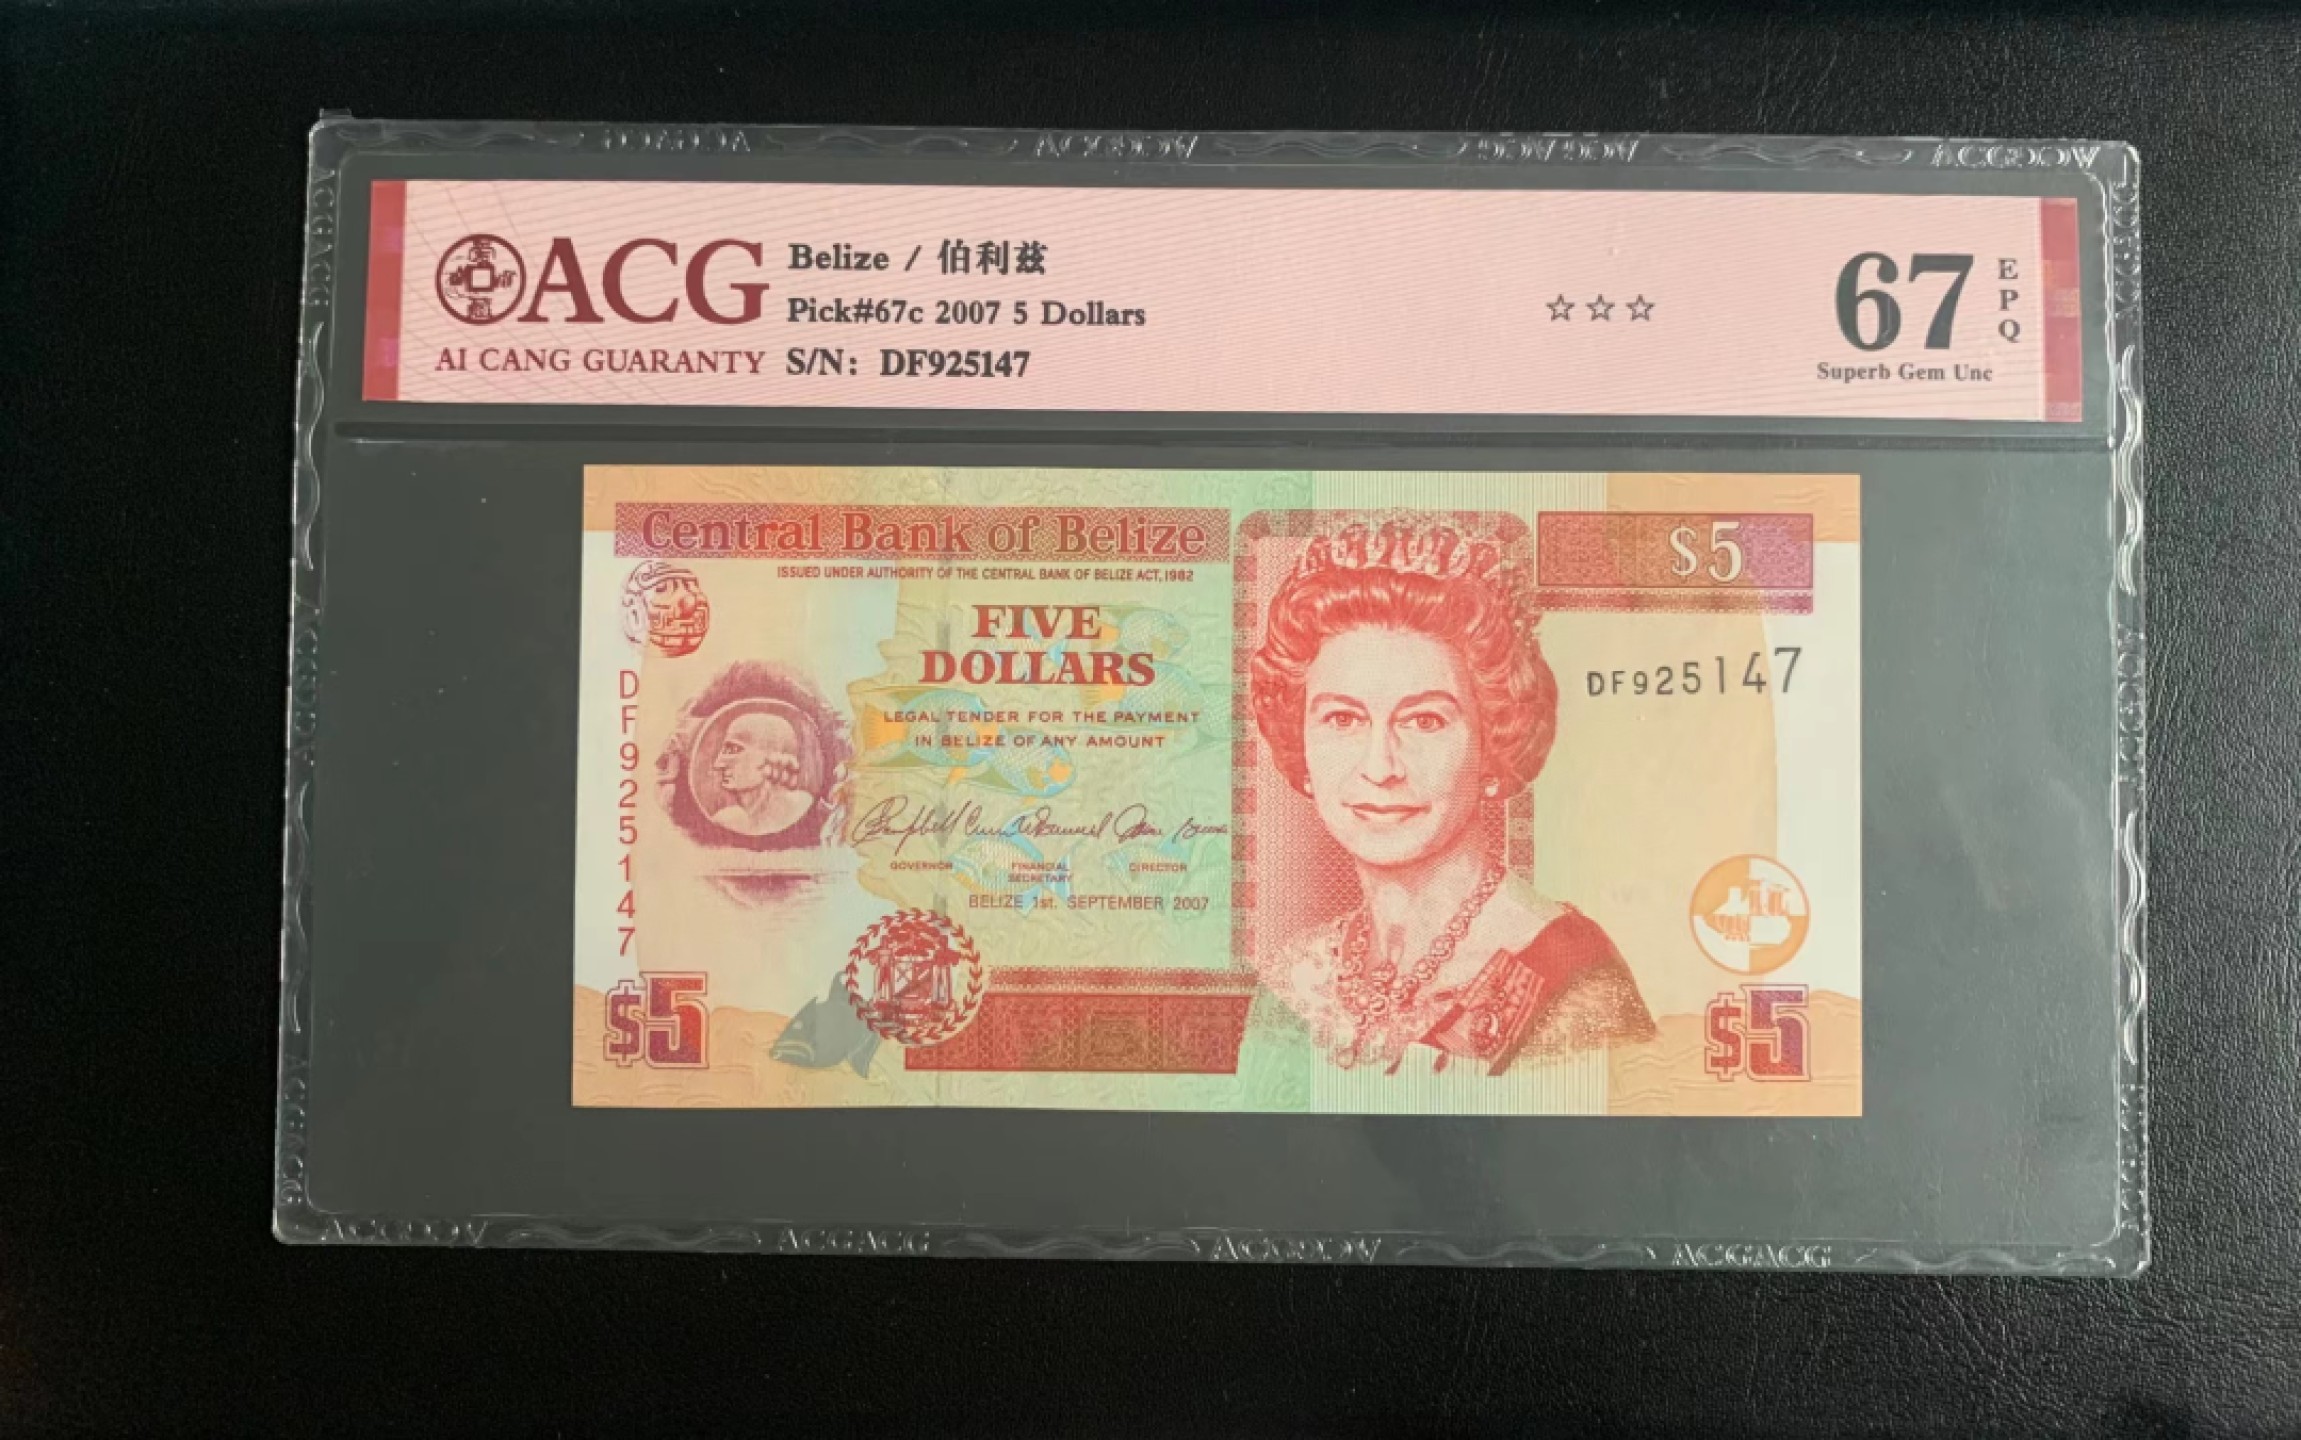 ACG
AI CANG GUARANTY
Belize / 伯利兹
Pick#67c 2007 5 Dollars
S/N: DF925147
☆☆☆
67
EPQ
Superb Gem Unc
Central Bank of Belize
$5
ISSUED UNDER AUTHORITY OF THE CENTRAL BANK OF BELIZE ACT, 1982
FIVE
DOLLARS
DF925147
DF925147
LEGAL TENDER FOR THE PAYMENT
IN BELIZE OF ANY AMOUNT
GOVERNOR
FINANCIAL
SECRETARY
DIRECTOR
BELIZE 1st. SEPTEMBER 2007
$5
$5
ACGACG
ACGACG